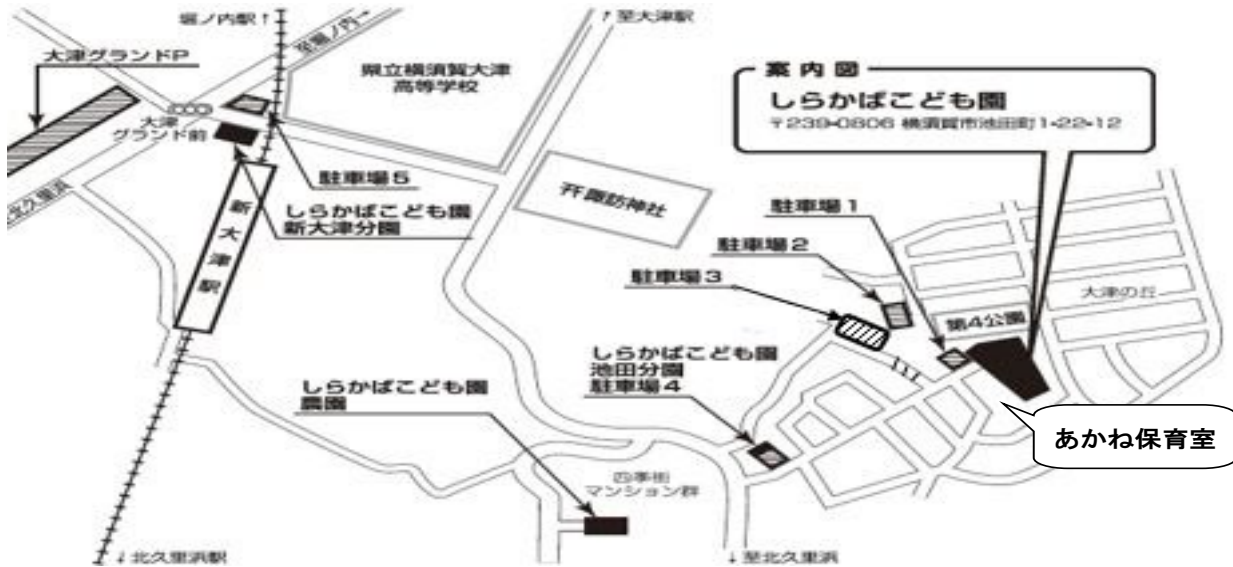 堀ノ内駅↑
至堀ノ内→
↑至大津駅
大津グランドP
県立横須賀大津
高等学校
案内図
しらかばこども園
〒239-0806 横須賀市池田町1-22-12
大津
グランド前
駐車場5
北久里浜
しらかばこども園
新大津分園
新大津駅
諏訪神社
駐車場1
駐車場2
駐車場3
大津の丘
第4公園
しらかばこども園
池田分園
駐車場4
しらかばこども園
農園
あかね保育室
四季街
マンション群
↓北久里浜駅
↓至北久里浜